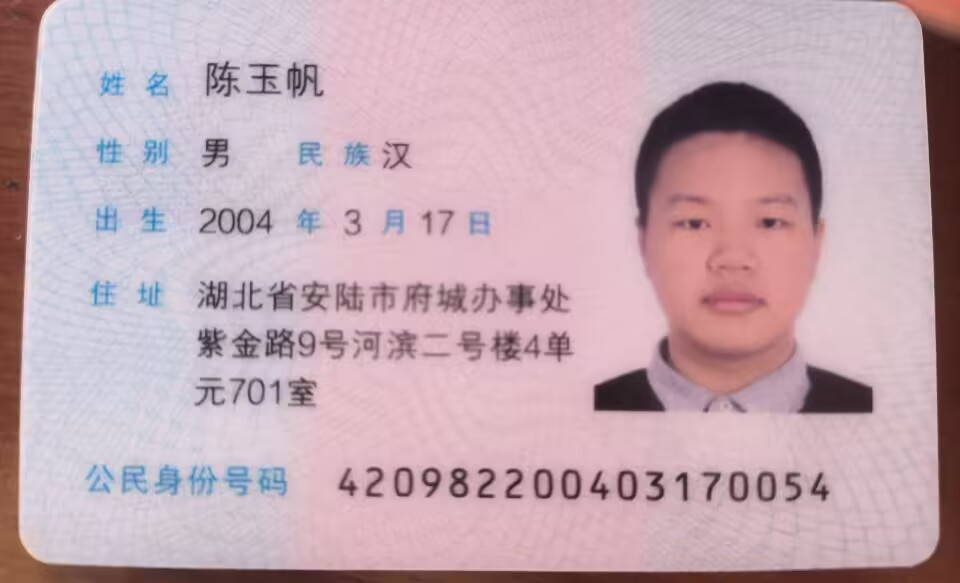 姓名 陈玉帆
性别 男 民族 汉
出生 2004 年 3 月 17 日
住址 湖北省安陆市府城办事处
紫金路9号河滨二号楼4单
元701室
公民身份号码 420982200403170054